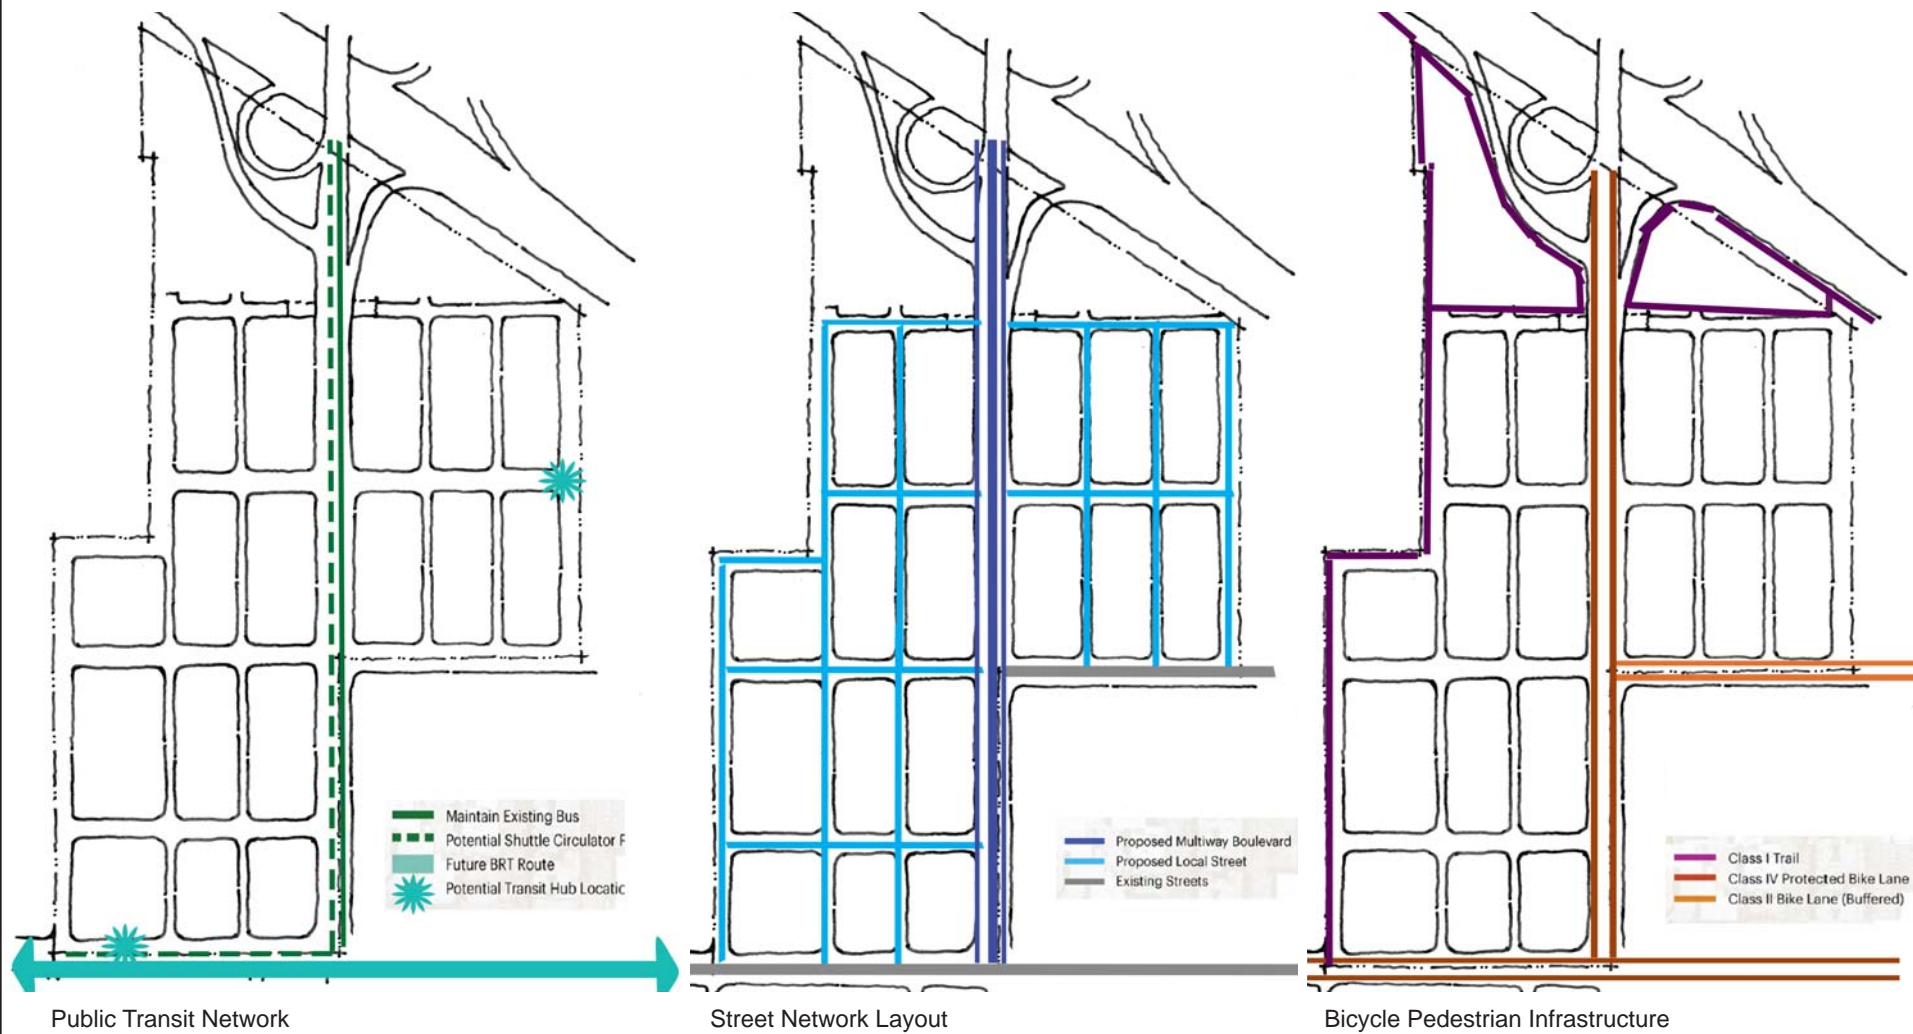 Maintain Existing Bus
Potential Shuttle Circulator
Future BRT Route
Potential Transit Hub Locatic
Proposed Multiway Boulevard
Proposed Local Street
Existing Streets
Class I Trail
Class IV Protected Bike Lane
Class II Bike Lane (Buffered)
Public Transit Network
Street Network Layout
Bicycle Pedestrian Infrastructure